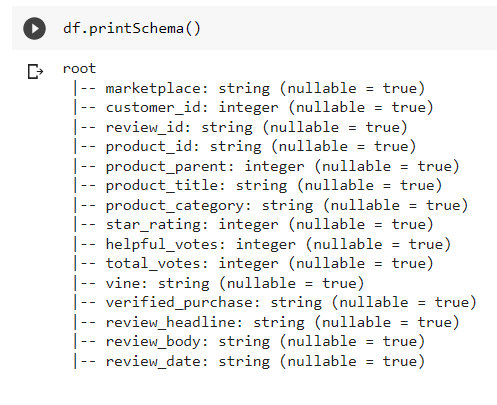 df.printSchema()
root
|-- marketplace: string (nullable = true)
|-- customer_id: integer (nullable = true)
|-- review_id: string (nullable = true)
|-- product_id: string (nullable = true)
|-- product_parent: integer (nullable = true)
|-- product_title: string (nullable = true)
|-- product_category: string (nullable = true)
|-- star_rating: integer (nullable = true)
|-- helpful_votes: integer (nullable = true)
|-- total_votes: integer (nullable = true)
|-- vine: string (nullable = true)
|-- verified_purchase: string (nullable = true)
|-- review_headline: string (nullable = true)
|-- review_body: string (nullable = true)
|-- review_date: string (nullable = true)